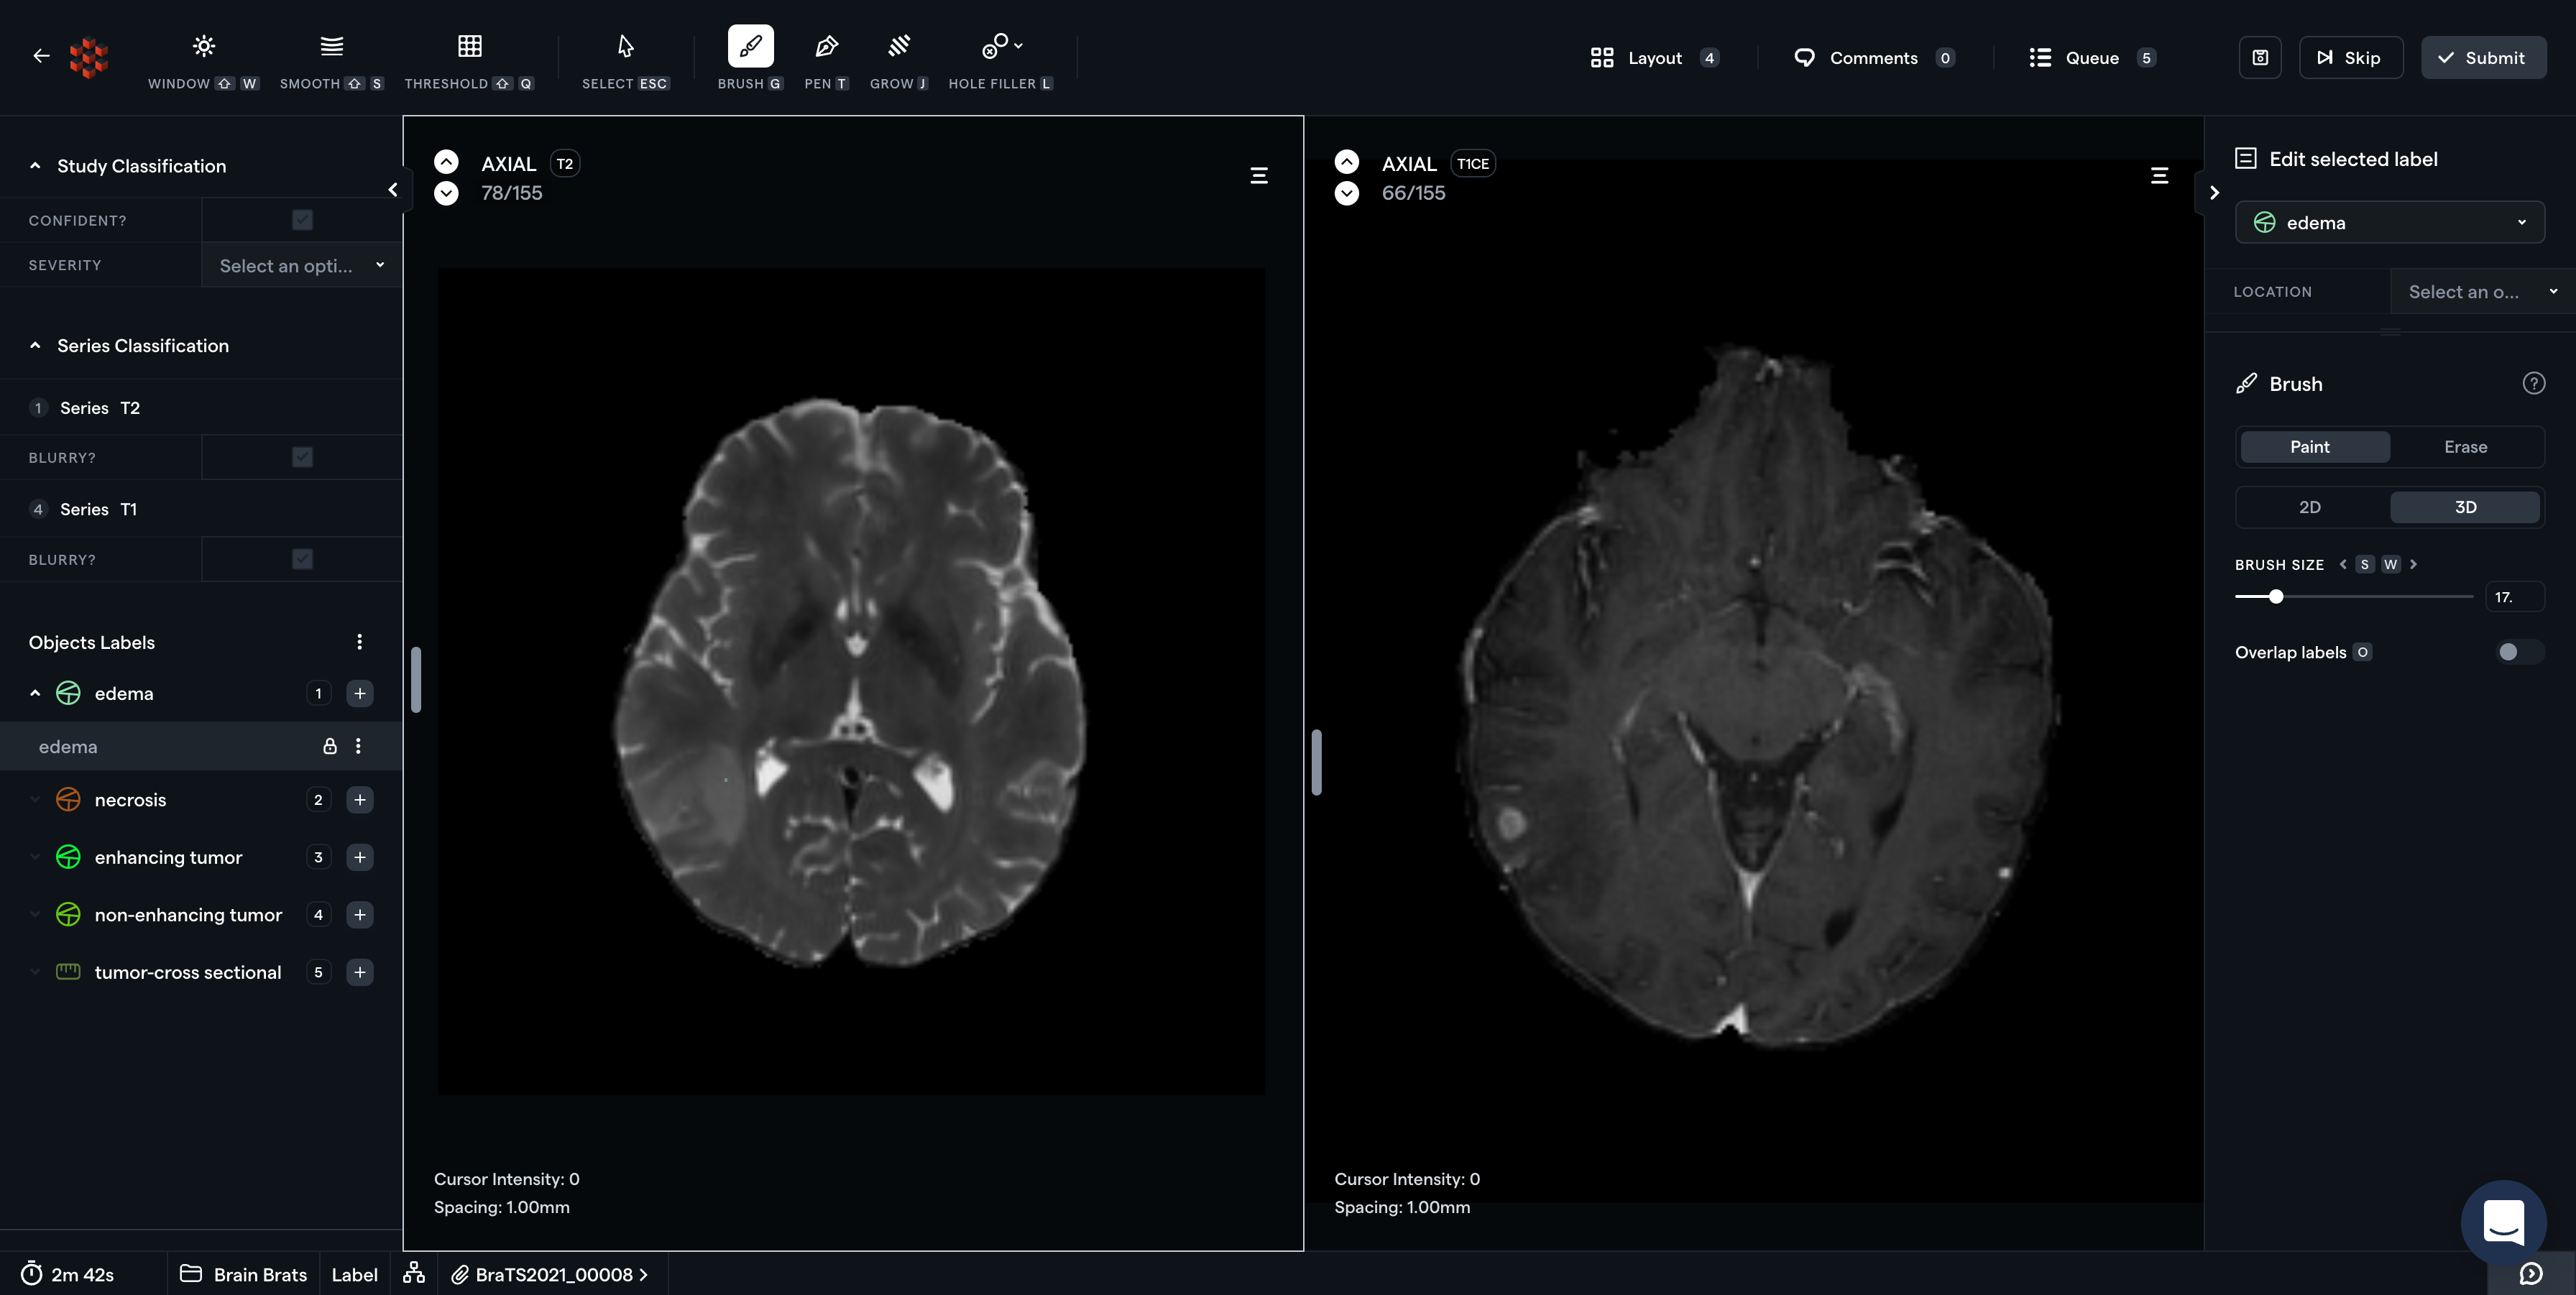 WINDOW ⇧ W
SMOOTH ⇧ S
THRESHOLD ⇧ Q
SELECT ESC
BRUSH G
PEN T
GROW J
HOLE FILLER L
Layout 4
Comments 0
Queue 5
Skip
Submit
Study Classification
CONFIDENT?
SEVERITY Select an opti...
Series Classification
1 Series T2
BLURRY?
4 Series T1
BLURRY?
Objects Labels
edema 1 +
edema
necrosis 2 +
enhancing tumor 3 +
non-enhancing tumor 4 +
tumor-cross sectional 5 +
AXIAL T2
78/155
Cursor Intensity: 0
Spacing: 1.00mm
AXIAL T1CE
66/155
Cursor Intensity: 0
Spacing: 1.00mm
Edit selected label
edema
LOCATION Select an o...
Brush ?
Paint Erase
2D 3D
BRUSH SIZE < S W >
17.
Overlap labels O
2m 42s
Brain Brats
Label
BraTS2021_00008 >